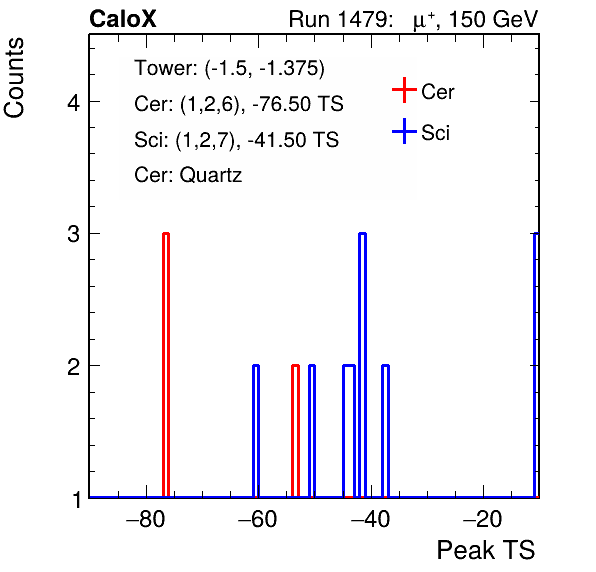 CaloX Run 1479: μ⁺, 150 GeV
Counts
Tower: (-1.5, -1.375)
Cer: (1,2,6), -76.50 TS
Sci: (1,2,7), -41.50 TS
Cer: Quartz
Cer
Sci
4
3
2
1
−80 −60 −40 −20
Peak TS